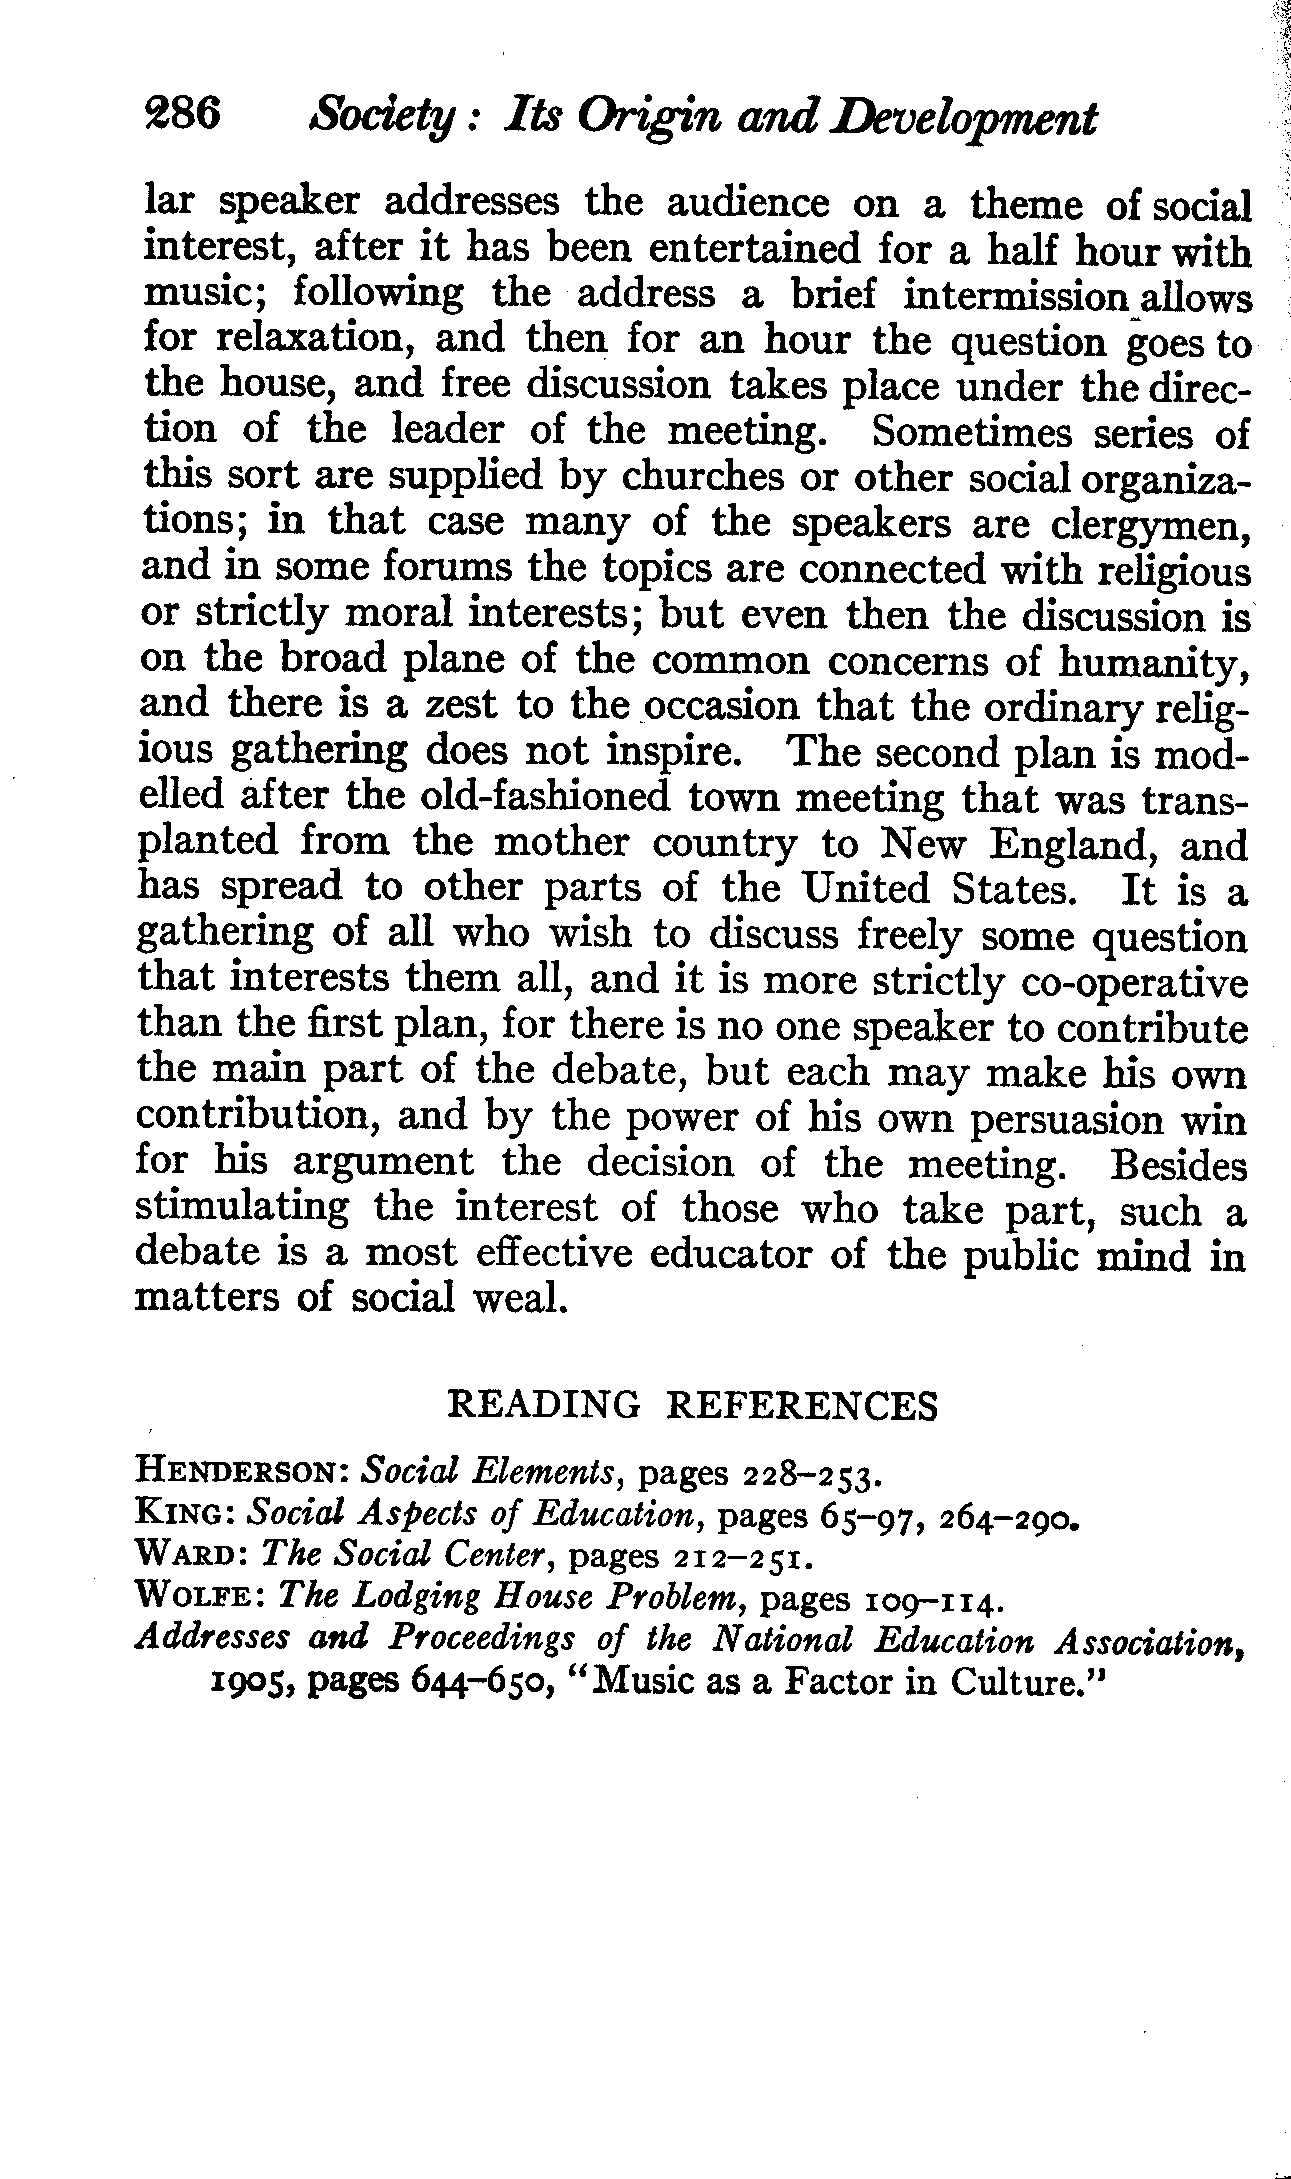 286 Society: Its Origin and Development
lar speaker addresses the audience on a theme of social
interest, after it has been entertained for a half hour with
music; following the address a brief intermission allows
for relaxation, and then for an hour the question goes to
the house, and free discussion takes place under the direc-
tion of the leader of the meeting. Sometimes series of
this sort are supplied by churches or other social organiza-
tions; in that case many of the speakers are clergymen,
and in some forums the topics are connected with religious
or strictly moral interests; but even then the discussion is
on the broad plane of the common concerns of humanity,
and there is a zest to the occasion that the ordinary relig-
ious gathering does not inspire. The second plan is mod-
elled after the old-fashioned town meeting that was trans-
planted from the mother country to New England, and
has spread to other parts of the United States. It is a
gathering of all who wish to discuss freely some question
that interests them all, and it is more strictly co-operative
than the first plan, for there is no one speaker to contribute
the main part of the debate, but each may make his own
contribution, and by the power of his own persuasion win
for his argument the decision of the meeting. Besides
stimulating the interest of those who take part, such a
debate is a most effective educator of the public mind in
matters of social weal.
READING REFERENCES
HENDERSON: Social Elements, pages 228–253.
KING: Social Aspects of Education, pages 65–97, 264–290.
WARD: The Social Center, pages 212–251.
WOLFE: The Lodging House Problem, pages 109–114.
Addresses and Proceedings of the National Education Association,
1905, pages 644–650, "Music as a Factor in Culture."